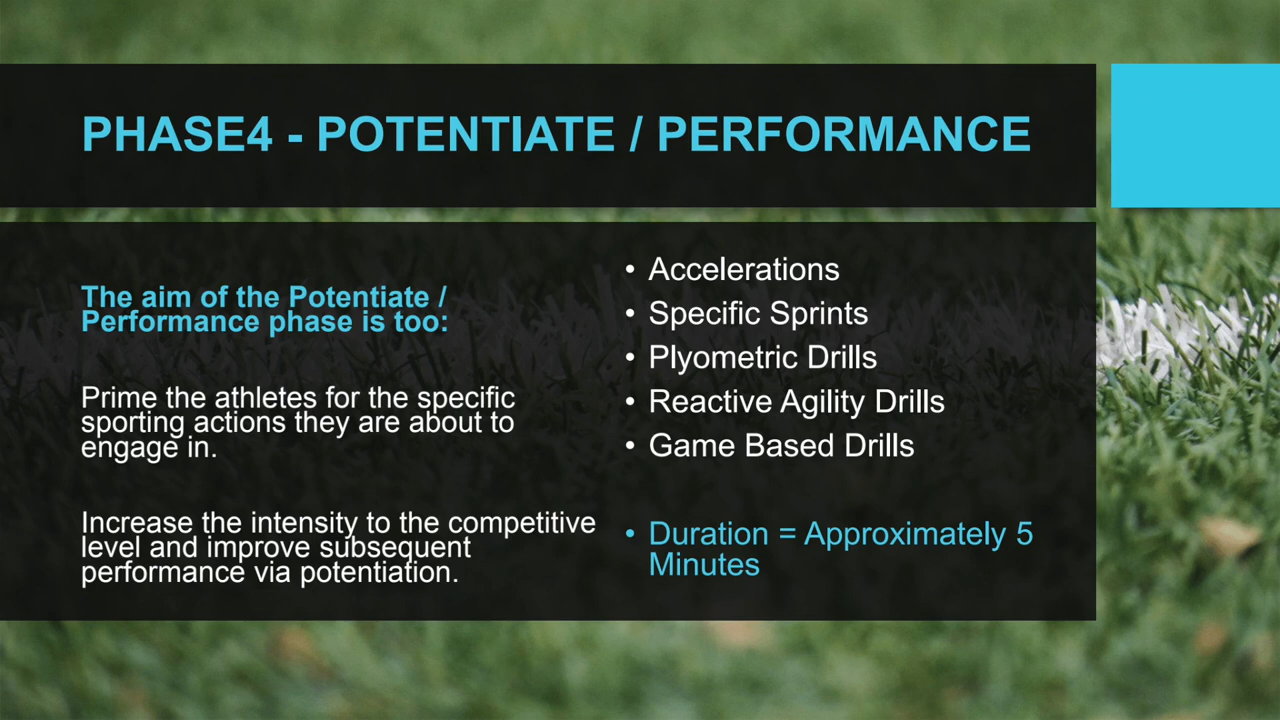 PHASE4 - POTENTIATE / PERFORMANCE
The aim of the Potentiate /
Performance phase is too:
Prime the athletes for the specific
sporting actions they are about to
engage in.
Increase the intensity to the competitive
level and improve subsequent
performance via potentiation.
• Accelerations
• Specific Sprints
• Plyometric Drills
• Reactive Agility Drills
• Game Based Drills
• Duration = Approximately 5
Minutes